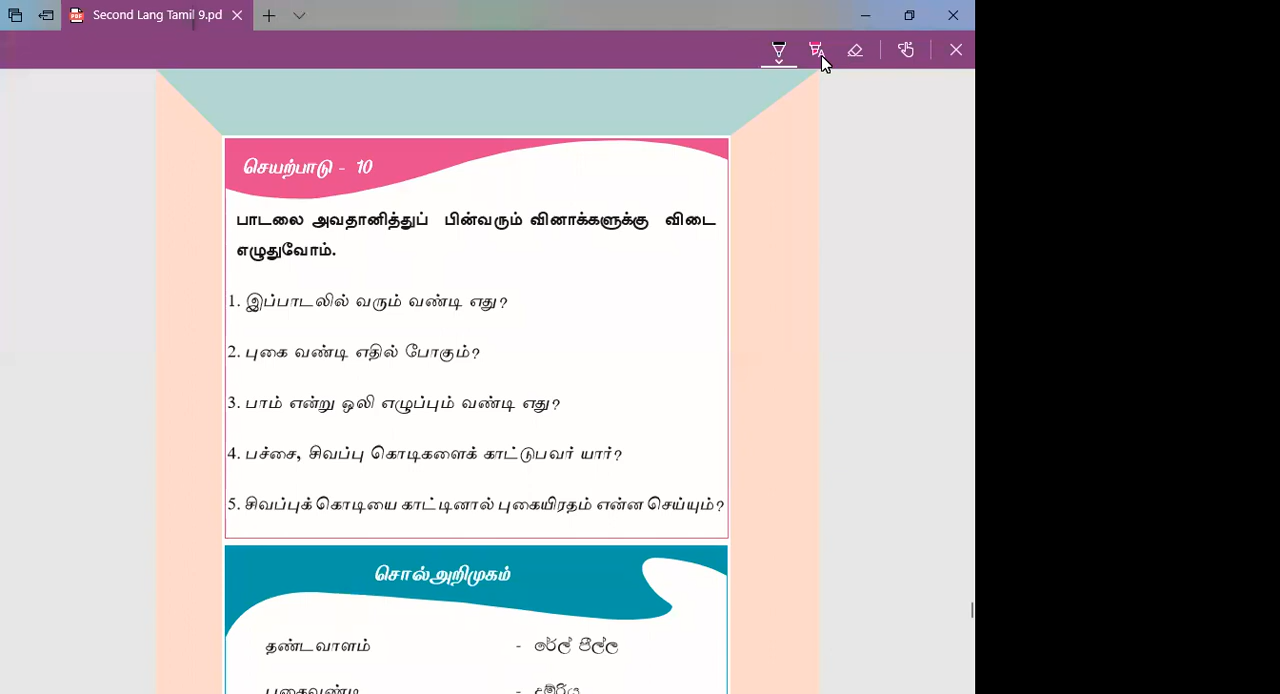 Second Lang Tamil 9.pd
செயற்பாடு - 10
பாடலை அவதானித்துப் பின்வரும் வினாக்களுக்கு விடை
எழுதுவோம்.
1. இப்பாடலில் வரும் வண்டி எது?
2. புகை வண்டி எதில் போகும்?
3. பாம் என்று ஒலி எழுப்பும் வண்டி எது?
4. பச்சை, சிவப்பு கொடிகளைக் காட்டுபவர் யார்?
5. சிவப்புக் கொடியை காட்டினால் புகையிரதம் என்ன செய்யும்?
சொல்அறிமுகம்
தண்டவாளம் - රේල් පීල්ල
புகைவண்டி - දුම්රිය